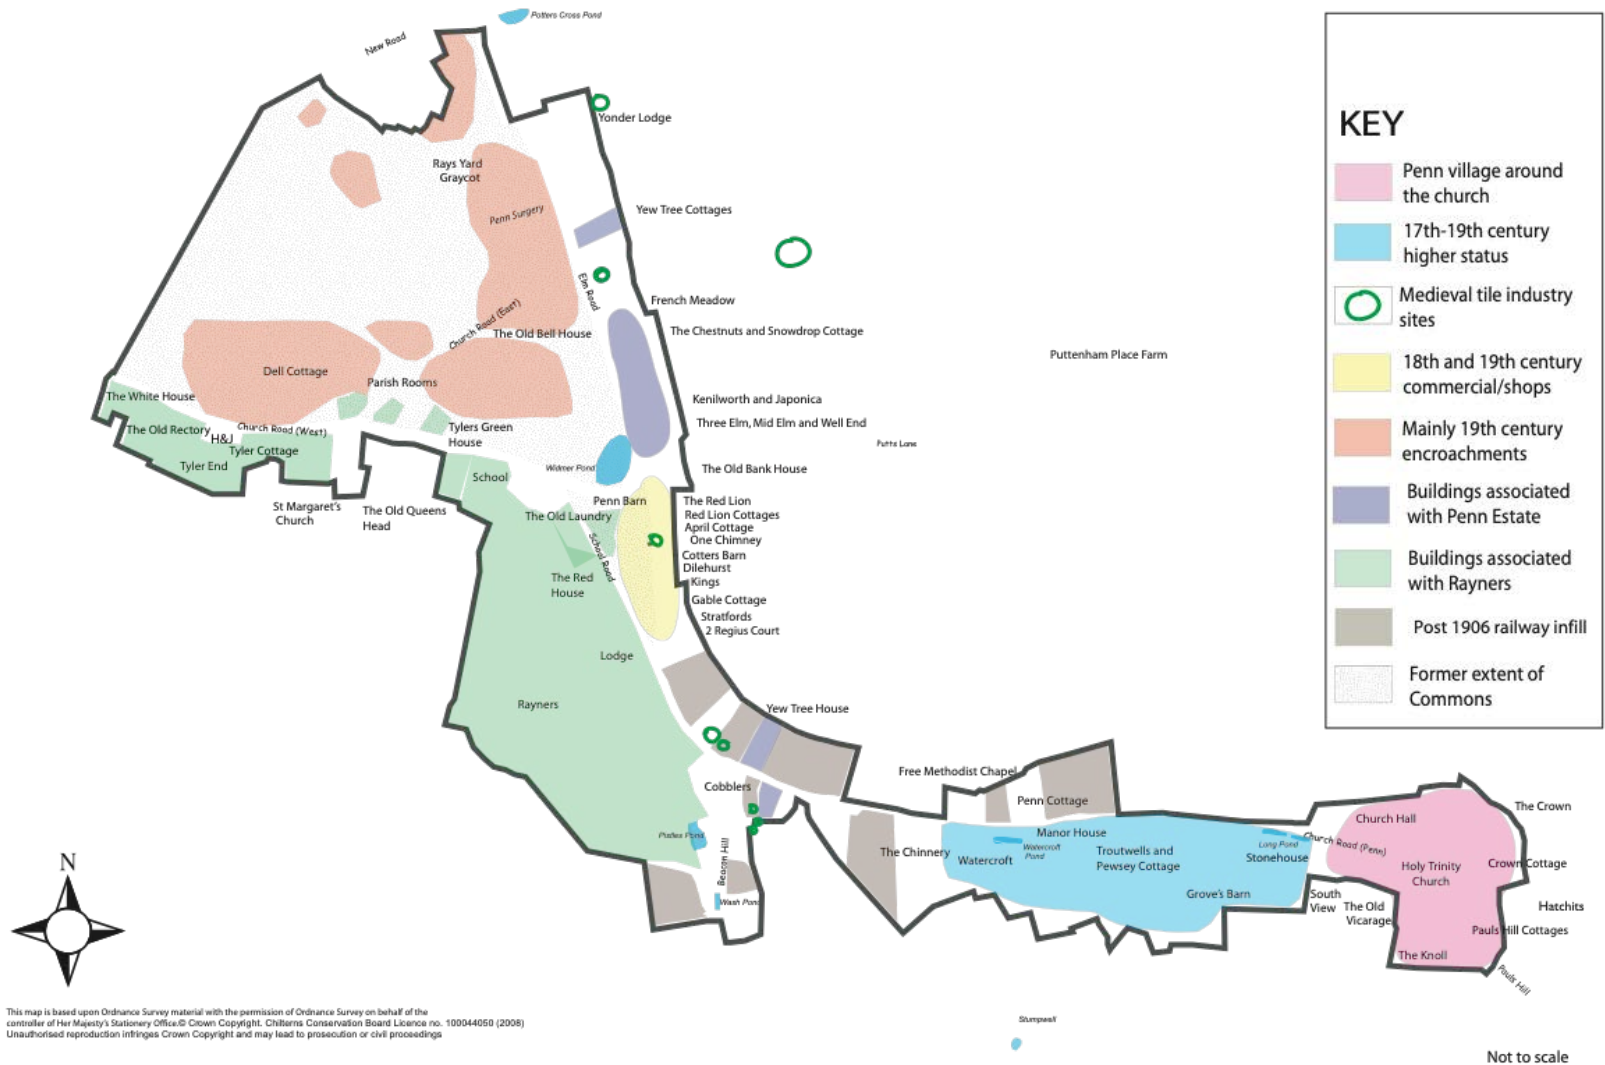 Potters Cross Pond
New Road
Yonder Lodge
Rays Yard
Graycot
Penn Surgery
Yew Tree Cottages
Elm Road
French Meadow
Church Road (East)
The Old Bell House
The Chestnuts and Snowdrop Cottage
Puttenham Place Farm
Dell Cottage
Parish Rooms
The White House
Kenilworth and Japonica
The Old Rectory
H&J
Church Road (West)
Tylers Green
House
Three Elm, Mid Elm and Well End
Putts Lane
Tyler Cottage
Tyler End
School
Widmer Pond
The Old Bank House
St Margaret's
Church
The Old Queens
Head
Penn Barn
The Old Laundry
School Road
The Red Lion
Red Lion Cottages
April Cottage
One Chimney
Cotters Barn
Dilehurst
Kings
Gable Cottage
Stratfords
2 Regius Court
The Red
House
Lodge
Rayners
Yew Tree House
Cobblers
Free Methodist Chapel
Penn Cottage
Pistles Pond
Beacon Hill
Wash Pond
The Chinnery
Watercroft
Manor House
Watercroft
Pond
Troutwells and
Pewsey Cottage
Grove's Barn
Long Pond
Stonehouse
Church Road (Penn)
Church Hall
The Crown
Holy Trinity
Church
Crown Cottage
South
View
The Old
Vicarage
Hatchits
Pauls Hill Cottages
The Knoll
Pauls Hill
Stumpwell
KEY
Penn village around
the church
17th-19th century
higher status
Medieval tile industry
sites
18th and 19th century
commercial/shops
Mainly 19th century
encroachments
Buildings associated
with Penn Estate
Buildings associated
with Rayners
Post 1906 railway infill
Former extent of
Commons
N
This map is based upon Ordnance Survey material with the permission of Ordnance Survey on behalf of the
controller of Her Majesty's Stationery Office.© Crown Copyright. Chilterns Conservation Board Licence no. 100044050 (2008)
Unauthorised reproduction infringes Crown Copyright and may lead to prosecution or civil proceedings
Not to scale